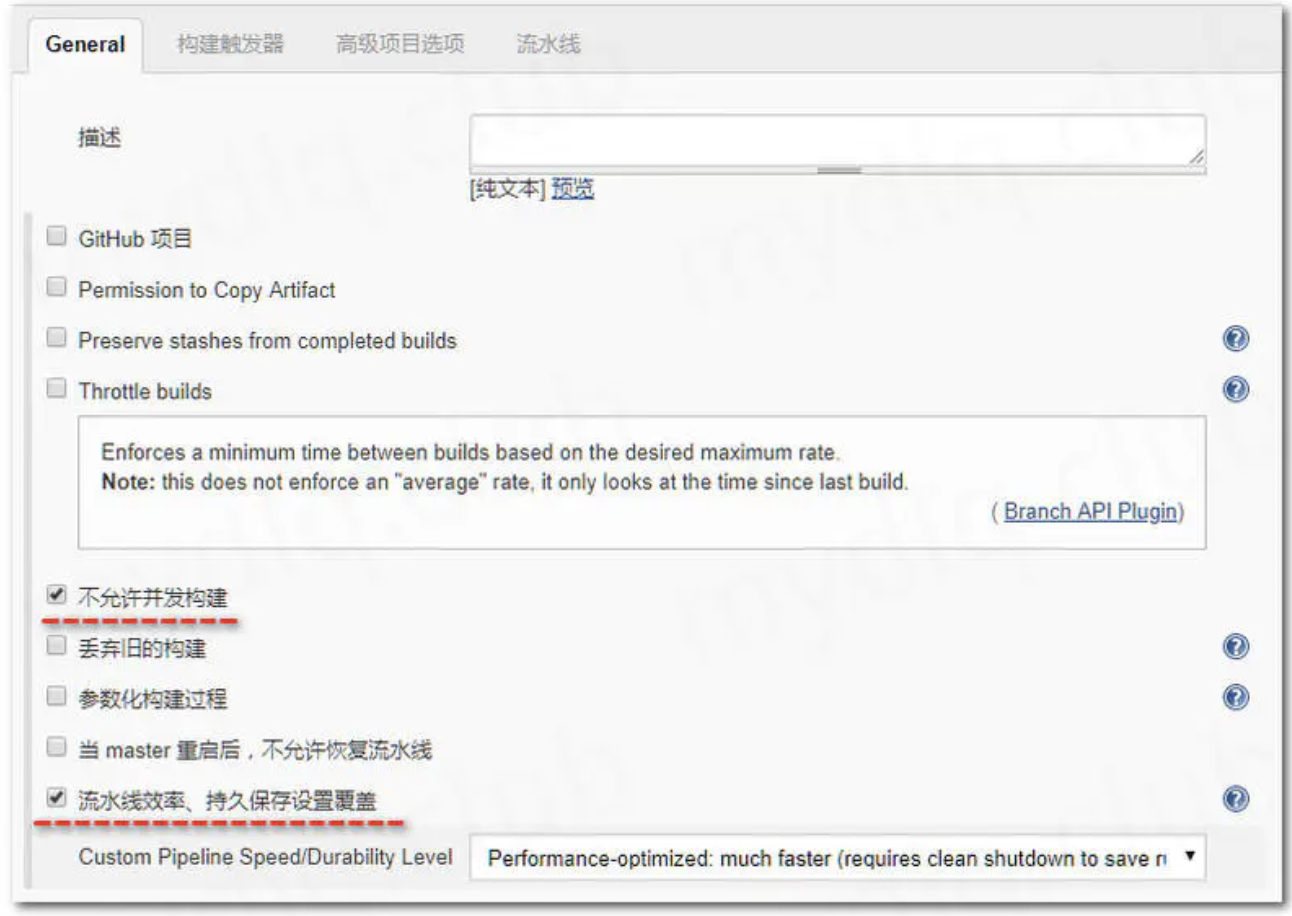 General 构建触发器 高级项目选项 流水线
描述
[纯文本] 预览
GitHub 项目
Permission to Copy Artifact
Preserve stashes from completed builds
Throttle builds
Enforces a minimum time between builds based on the desired maximum rate.
Note: this does not enforce an "average" rate, it only looks at the time since last build.
( Branch API Plugin)
不允许并发构建
丢弃旧的构建
参数化构建过程
当 master 重启后，不允许恢复流水线
流水线效率、持久保存设置覆盖
Custom Pipeline Speed/Durability Level Performance-optimized: much faster (requires clean shutdown to save